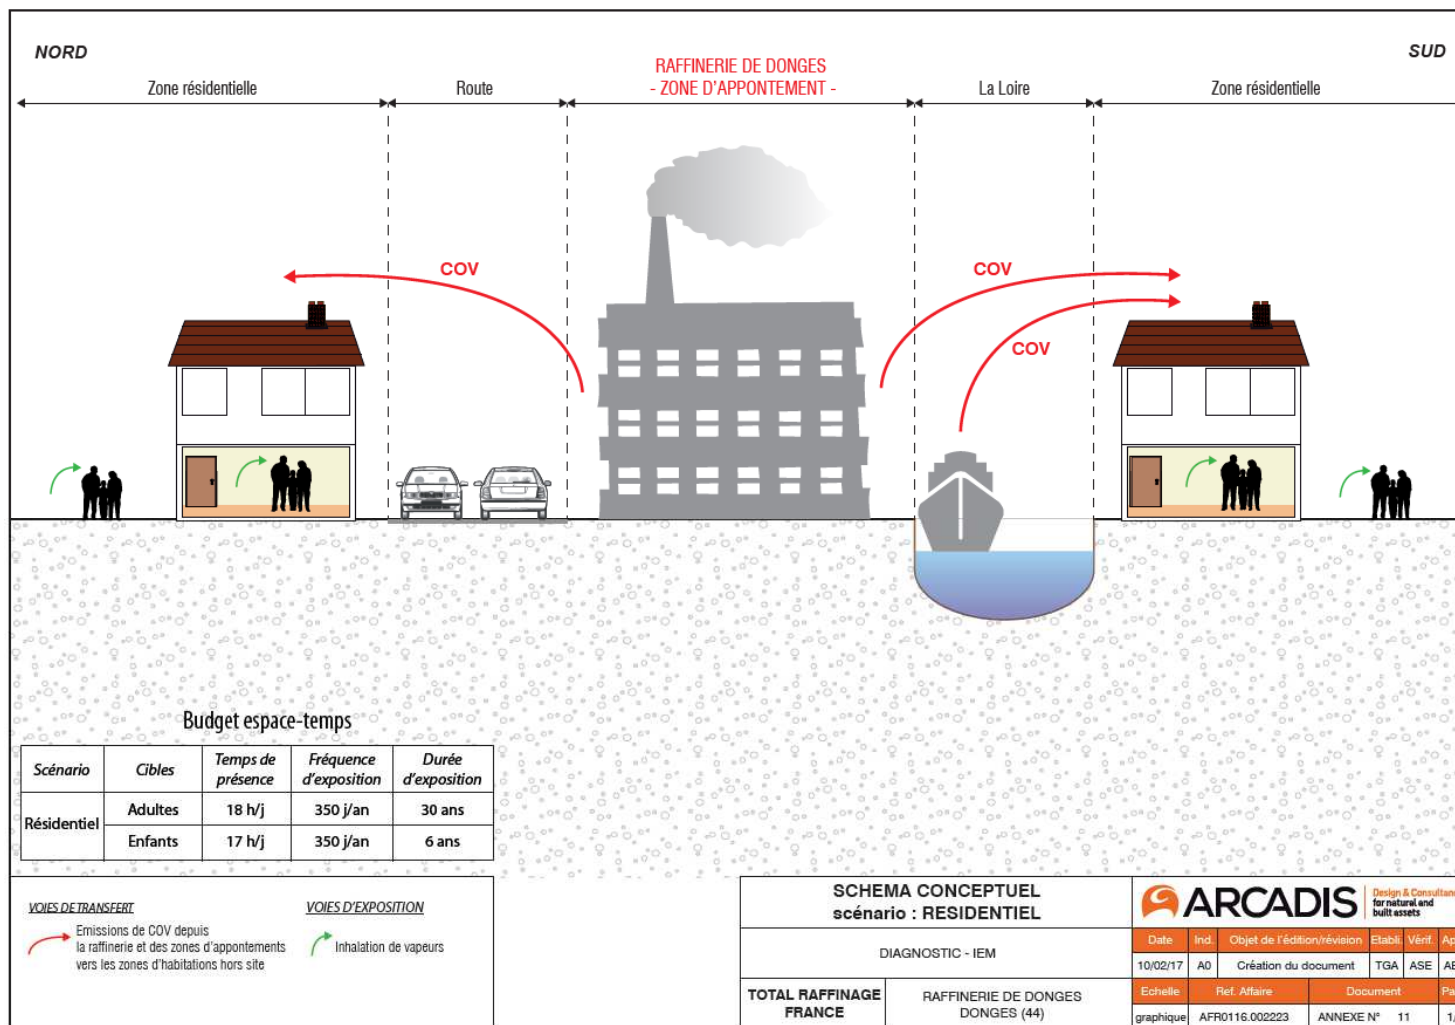 NORD
SUD
RAFFINERIE DE DONGES
- ZONE D'APPONTEMENT -
Zone résidentielle
Route
La Loire
Zone résidentielle
COV
COV
COV
Budget espace-temps
Scénario
Cibles
Temps de
présence
Fréquence
d'exposition
Durée
d'exposition
Résidentiel
Adultes
18 h/j
350 j/an
30 ans
Enfants
17 h/j
350 j/an
6 ans
VOIES DE TRANSFERT
Emissions de COV depuis
la raffinerie et des zones d'appontements
vers les zones d'habitations hors site
VOIES D'EXPOSITION
Inhalation de vapeurs
SCHEMA CONCEPTUEL
scénario : RESIDENTIEL
DIAGNOSTIC - IEM
TOTAL RAFFINAGE
FRANCE
RAFFINERIE DE DONGES
DONGES (44)
ARCADIS
Design & Consultanc
for natural and
built assets
Date
Ind.
Objet de l'édition/révision
Etabli
Vérif.
Ap
10/02/17
A0
Création du document
TGA
ASE
Echelle
Ref. Affaire
Document
Pa
graphique
AFR0116.002223
ANNEXE N° 11